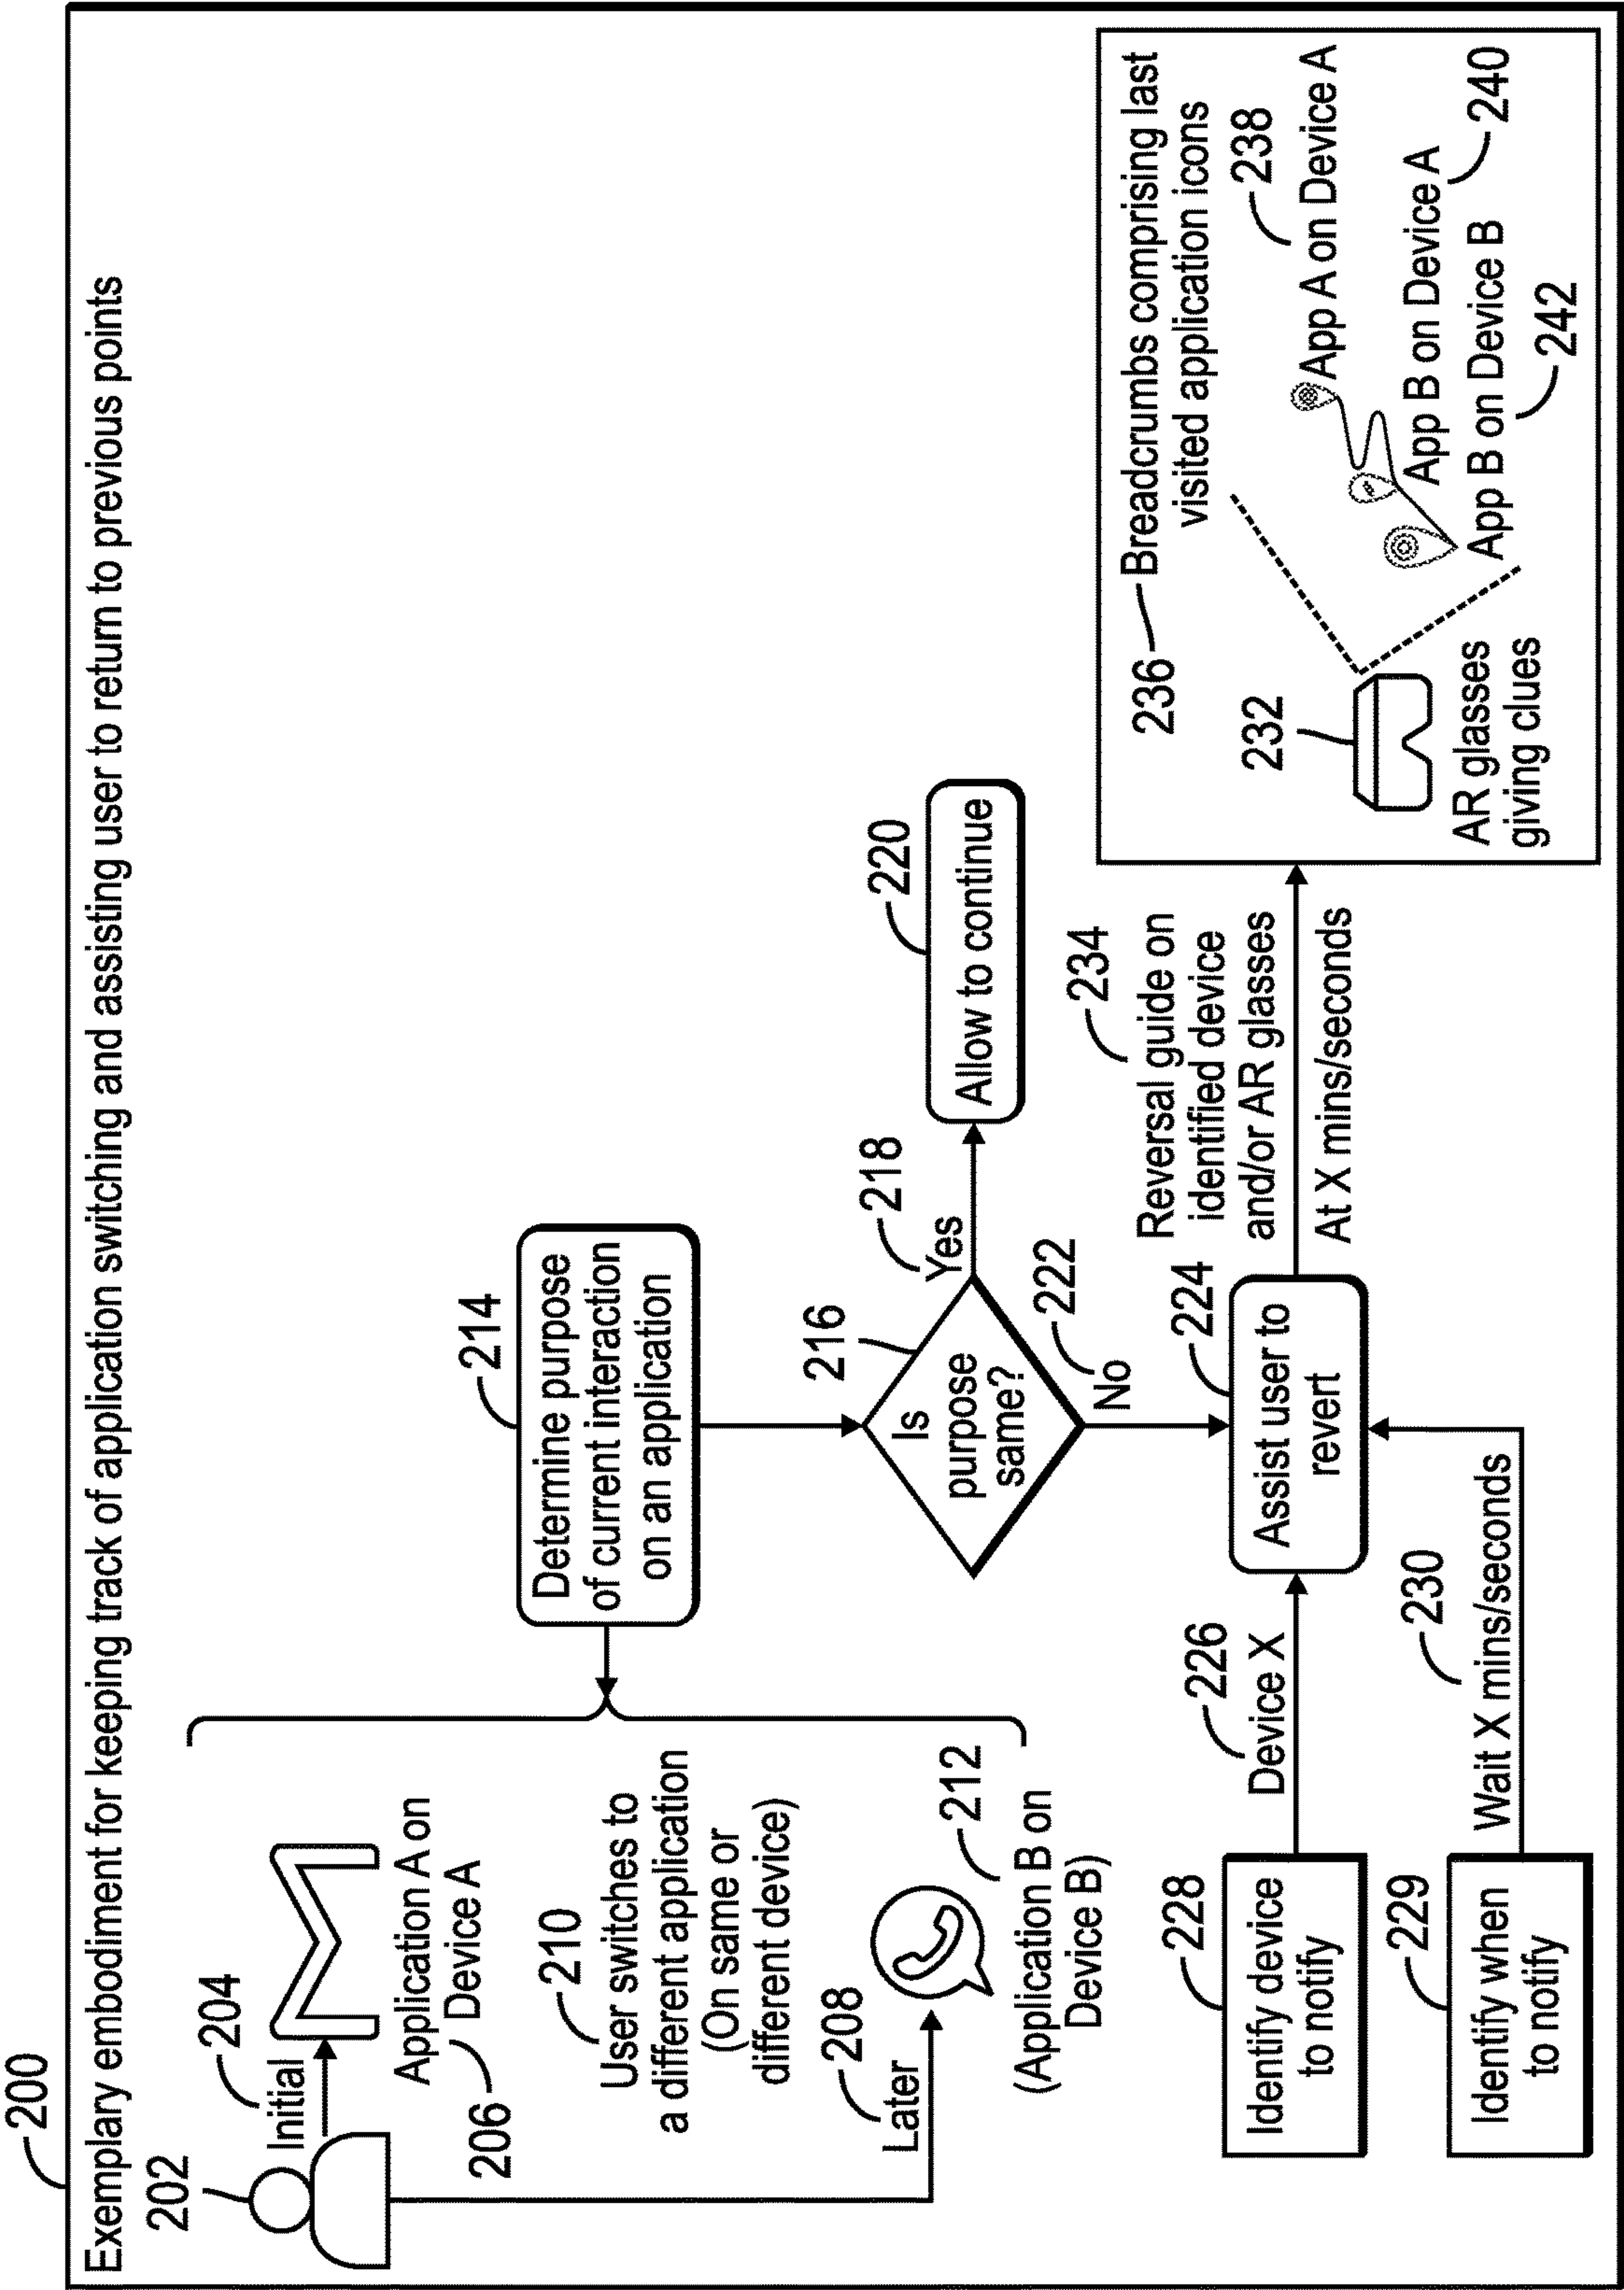 200
Exemplary embodiment for keeping track of application switching and assisting user to return to previous points
202
204
Initial
Application A on
Device A
206
210
User switches to
a different application
(On same or
different device)
208
Later
212
(Application B on
Device B)
214
Determine purpose
of current interaction
on an application
216
Is
purpose
same?
218
Yes
220
Allow to continue
222
No
224
Assist user to
revert
226
Device X
228
Identify device
to notify
229
Identify when
to notify
230
Wait X mins/seconds
234
Reversal guide on
identified device
and/or AR glasses
At X mins/seconds
236
Breadcrumbs comprising last
visited application icons
232
AR glasses
giving clues
238
App A on Device A
App B on Device A
240
App B on Device B
242